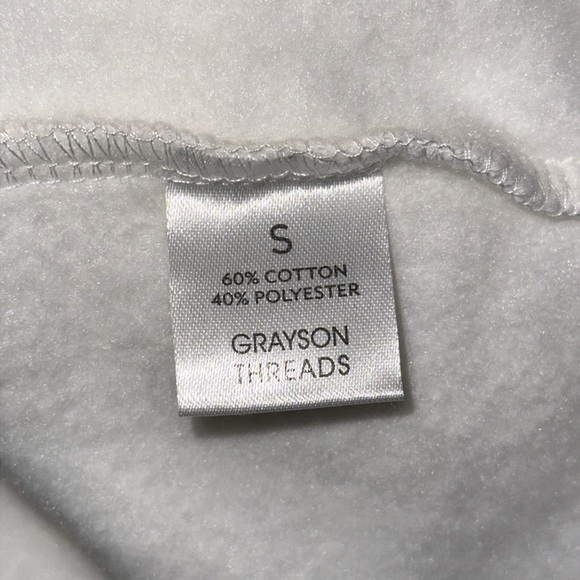 S
60% COTTON
40% POLYESTER
GRAYSON
THREADS